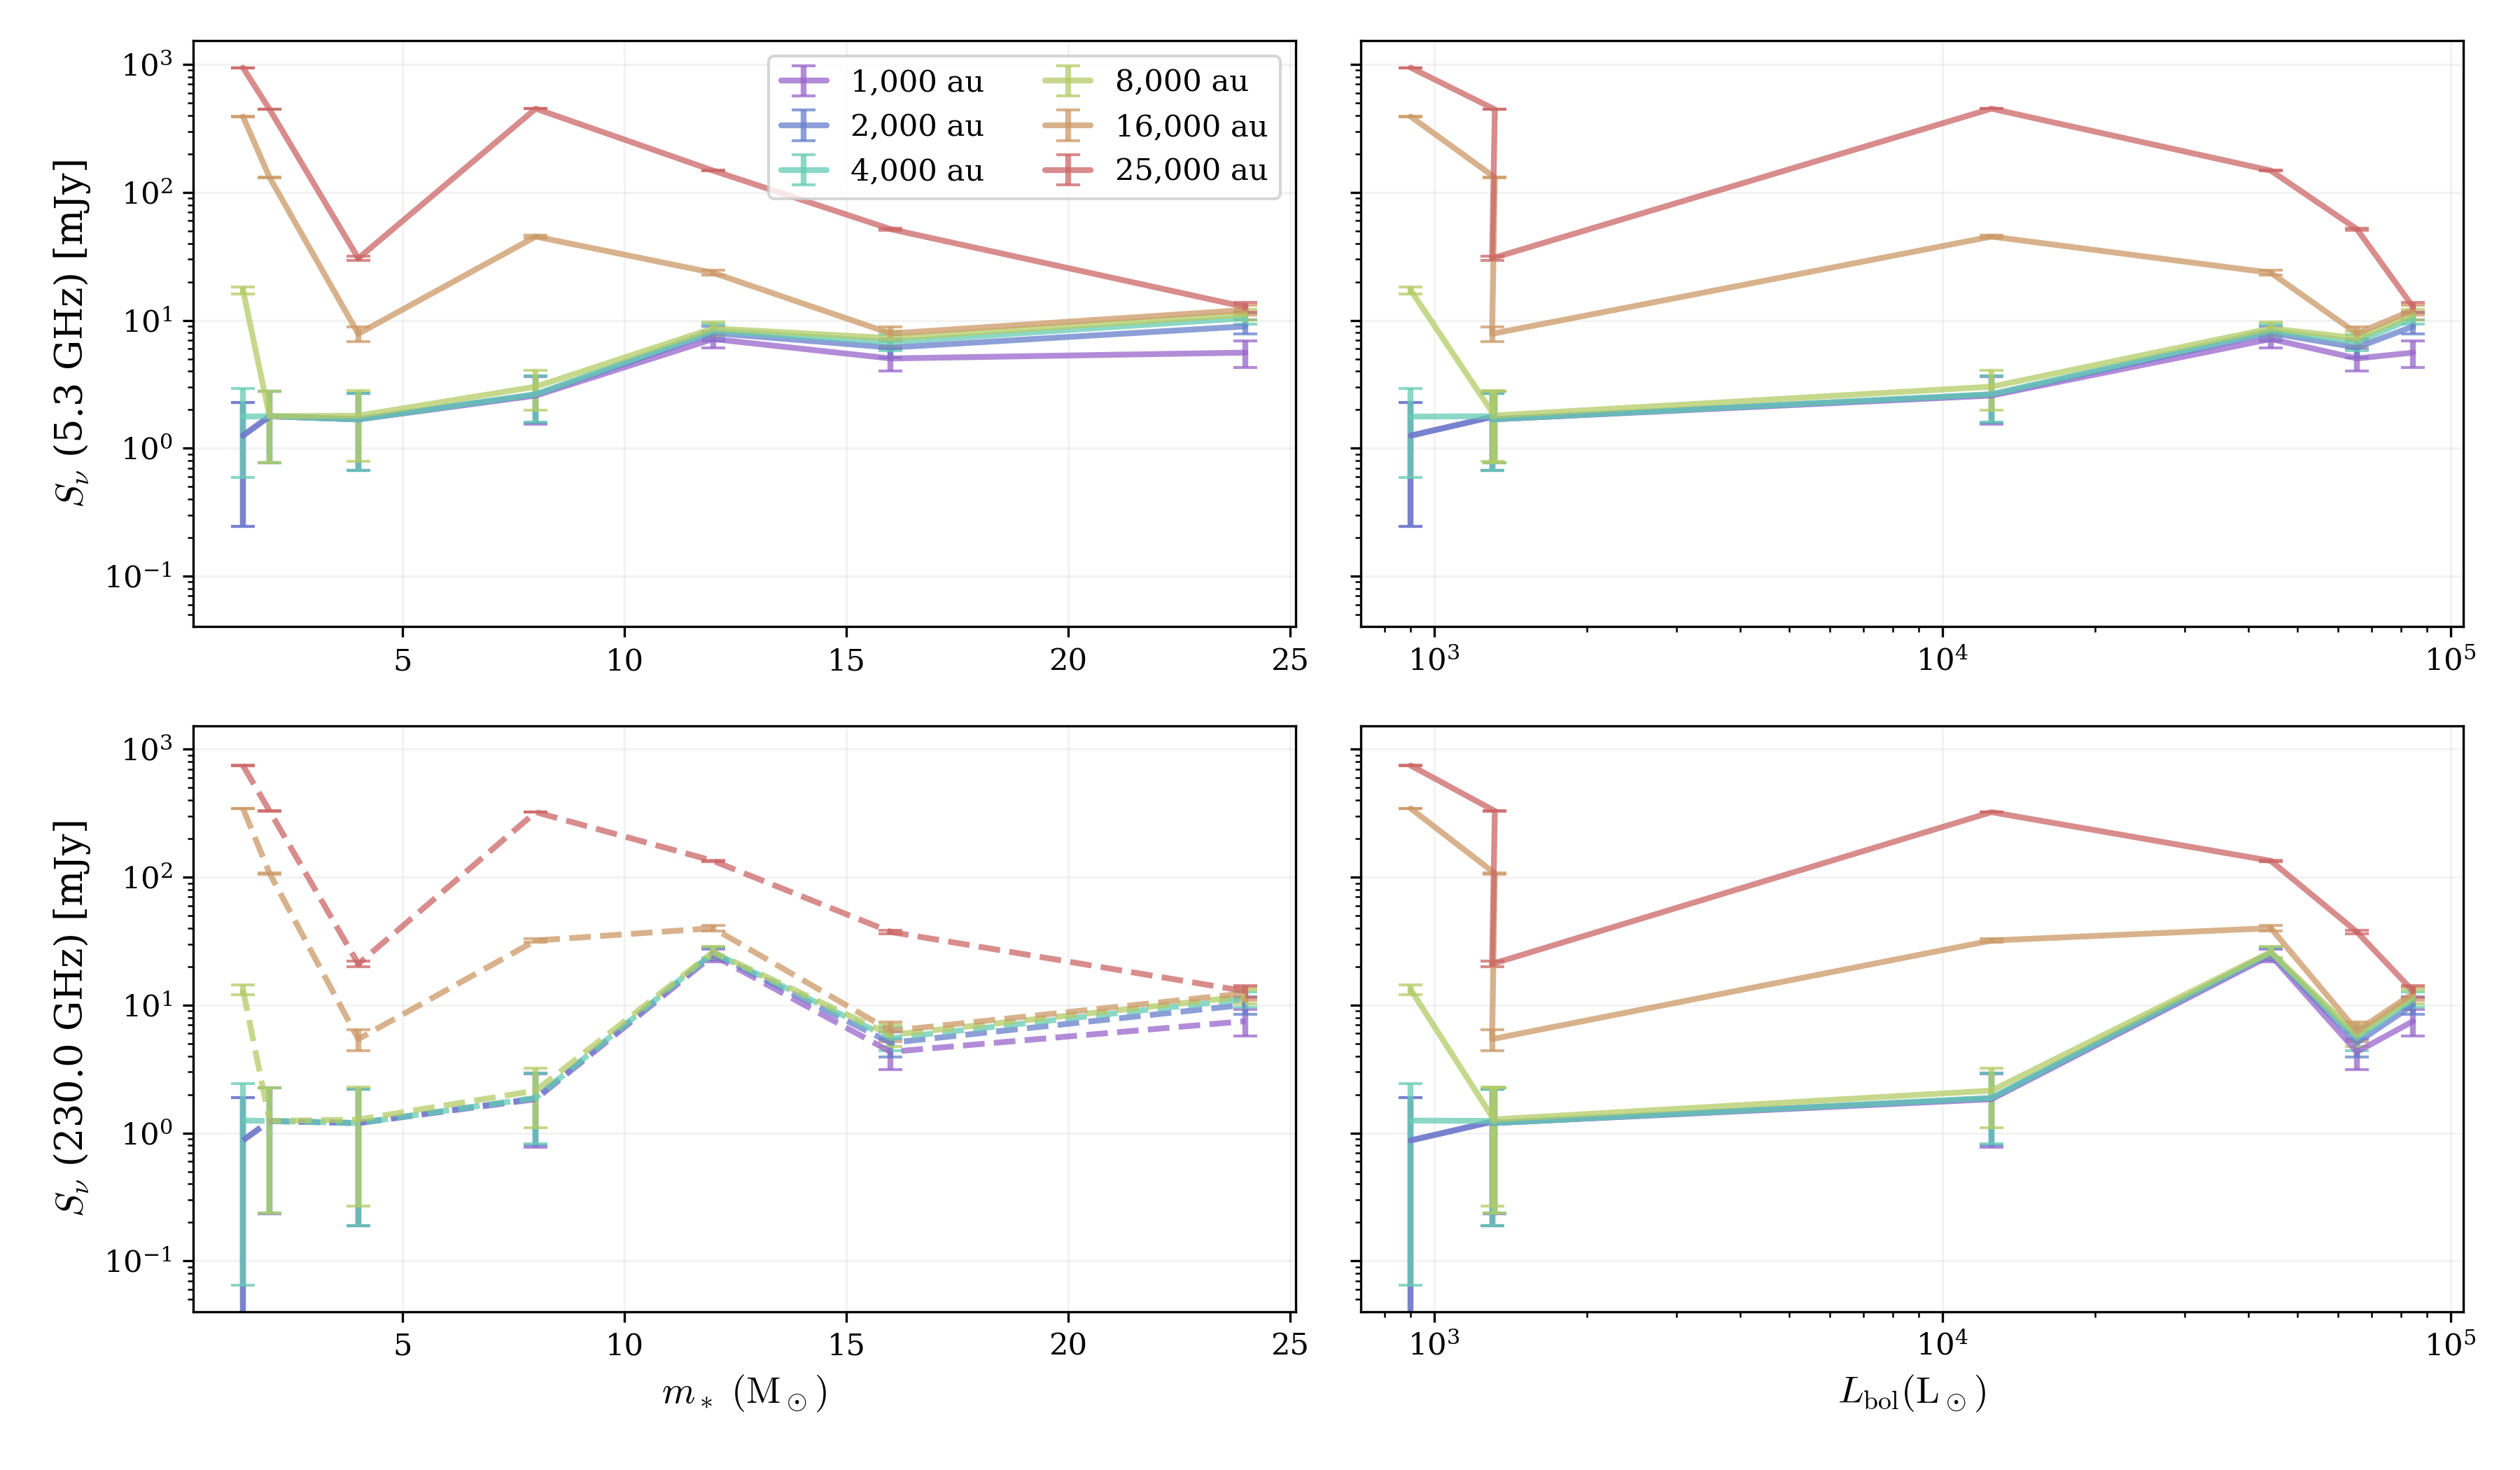 10³
10²
10¹
10⁰
10⁻¹
S_ν (5.3 GHz) [mJy]
1,000 au
2,000 au
4,000 au
8,000 au
16,000 au
25,000 au
5 10 15 20 25
10³ 10⁴ 10⁵
10³
10²
10¹
10⁰
10⁻¹
S_ν (230.0 GHz) [mJy]
5 10 15 20 25
10³ 10⁴ 10⁵
m_* (M_⊙)
L_bol(L_⊙)